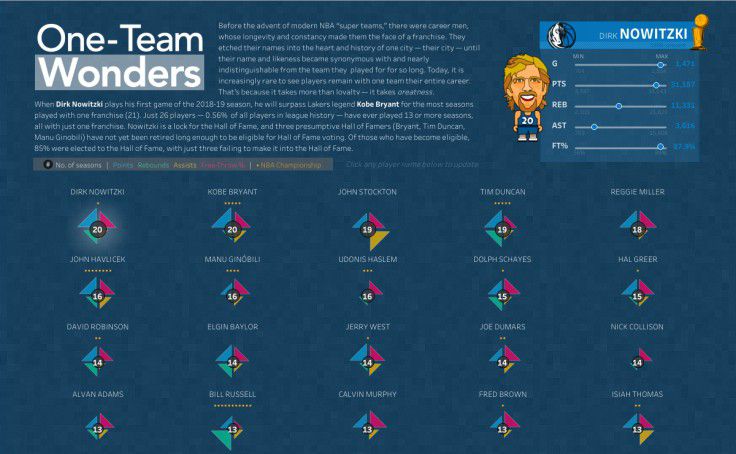 One-Team
Wonders
Before the advent of modern NBA "super teams," there were career men,
whose longevity and constancy made them the face of a franchise. They
etched their names into the heart and history of one city — their city — until
their name and likeness became synonymous with and nearly
indistinguishable from the team they played for for so long. Today, it is
increasingly rare to see players remain with one team their entire career.
That's because it takes more than loyalty — it takes greatness.
When Dirk Nowitzki plays his first game of the 2018-19 season, he will surpass Lakers legend Kobe Bryant for the most seasons
played with one franchise (21). Just 26 players — 0.56% of all players in league history — have ever played 13 or more seasons,
all with just one franchise. Nowitzki is a lock for the Hall of Fame, and three presumptive Hall of Famers (Bryant, Tim Duncan,
Manu Ginobili) have not yet been retired long enough to be eligible for Hall of Fame voting. Of those who have become eligible,
85% were elected to the Hall of Fame, with just three failing to make it into the Hall of Fame.
# No. of seasons | Points Rebounds Assists Free-Throw % | • NBA Championship
Click any player name below to update
DIRK NOWITZKI
MIN MAX
G 1,471
PTS 31,187
REB 11,331
AST
FT% 87.9%
20
DIRK NOWITZKI KOBE BRYANT JOHN STOCKTON TIM DUNCAN REGGIE MILLER
20 20 19 19 18
JOHN HAVLICEK MANU GINÓBILI UDONIS HASLEM DOLPH SCHAYES HAL GREER
16 16 15 15 15
DAVID ROBINSON ELGIN BAYLOR JERRY WEST JOE DUMARS NICK COLLISON
14 14 14 14 14
ALVAN ADAMS BILL RUSSELL CALVIN MURPHY FRED BROWN ISIAH THOMAS
13 13 13 13 13